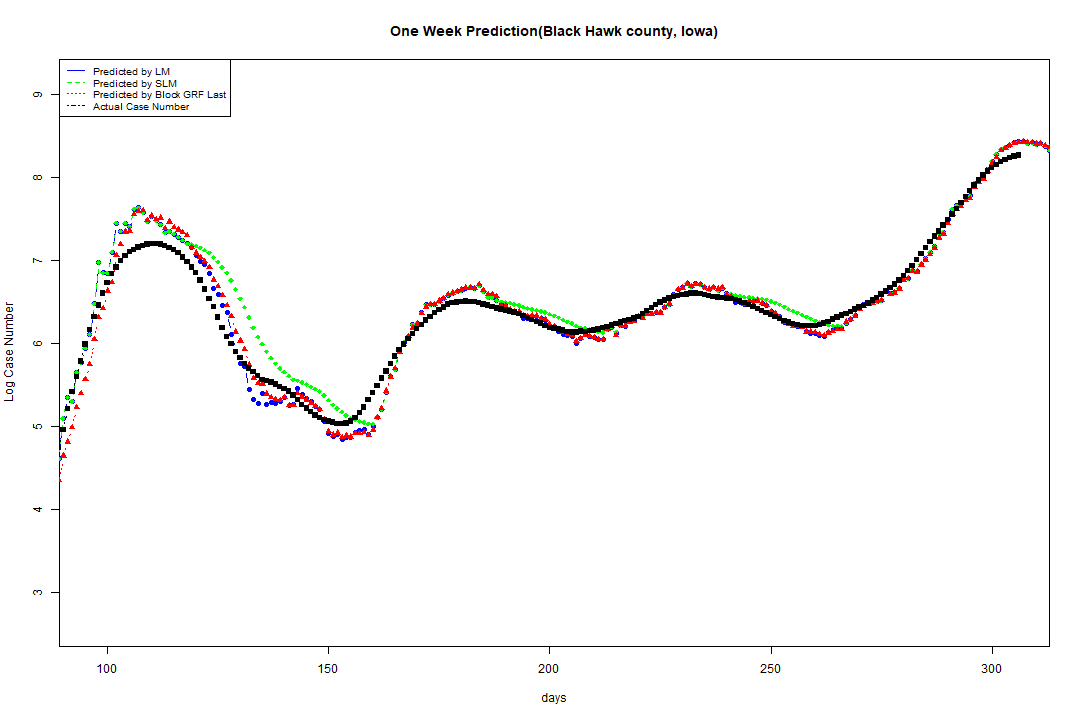 One Week Prediction(Black Hawk county, Iowa)
Predicted by LM
Predicted by SLM
Predicted by Block GRF Last
Actual Case Number
9
8
7
6
5
4
3
Log Case Number
100 150 200 250 300
days